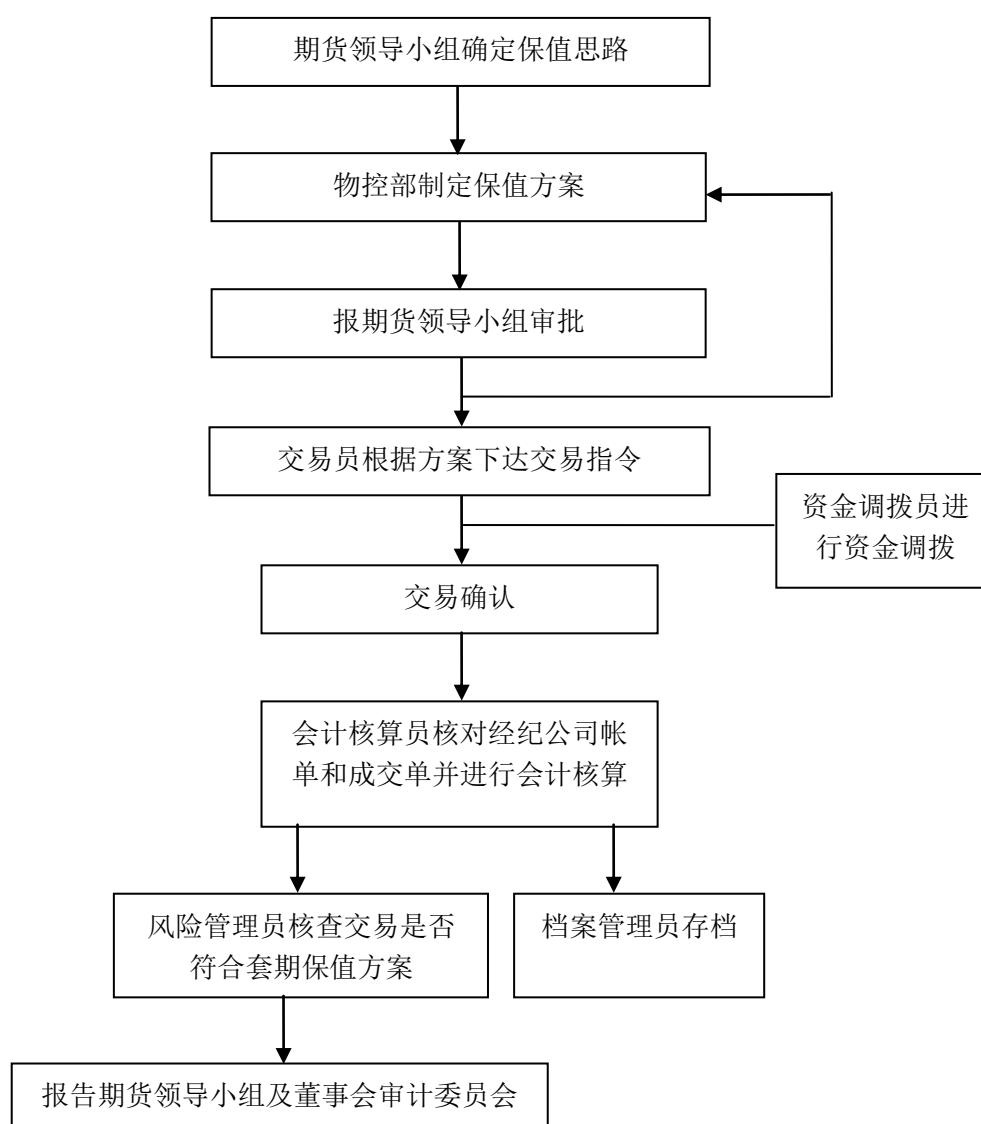 期货领导小组确定保值思路
物控部制定保值方案
报期货领导小组审批
交易员根据方案下达交易指令
资金调拨员进
行资金调拨
交易确认
会计核算员核对经纪公司帐
单和成交单并进行会计核算
风险管理员核查交易是否
符合套期保值方案
档案管理员存档
报告期货领导小组及董事会审计委员会